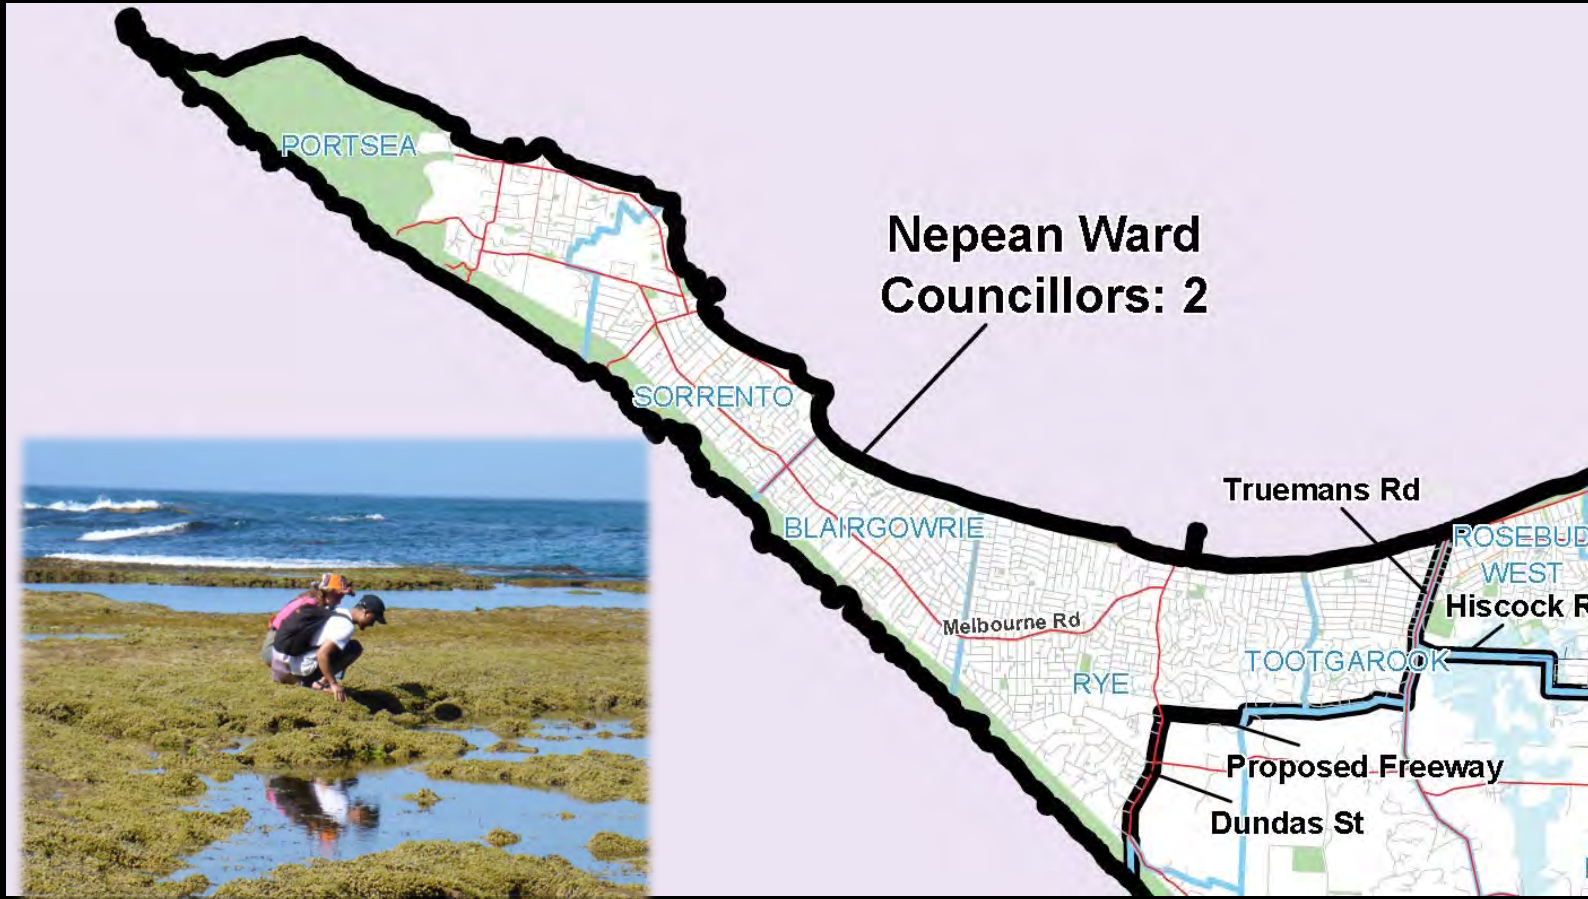 PORTSEA
Nepean Ward
Councillors: 2
SORRENTO
Truemans Rd
BLAIRGOWRIE
ROSEBUD
WEST
Hiscock R
Melbourne Rd
TOOTGAROOK
RYE
Proposed Freeway
Dundas St